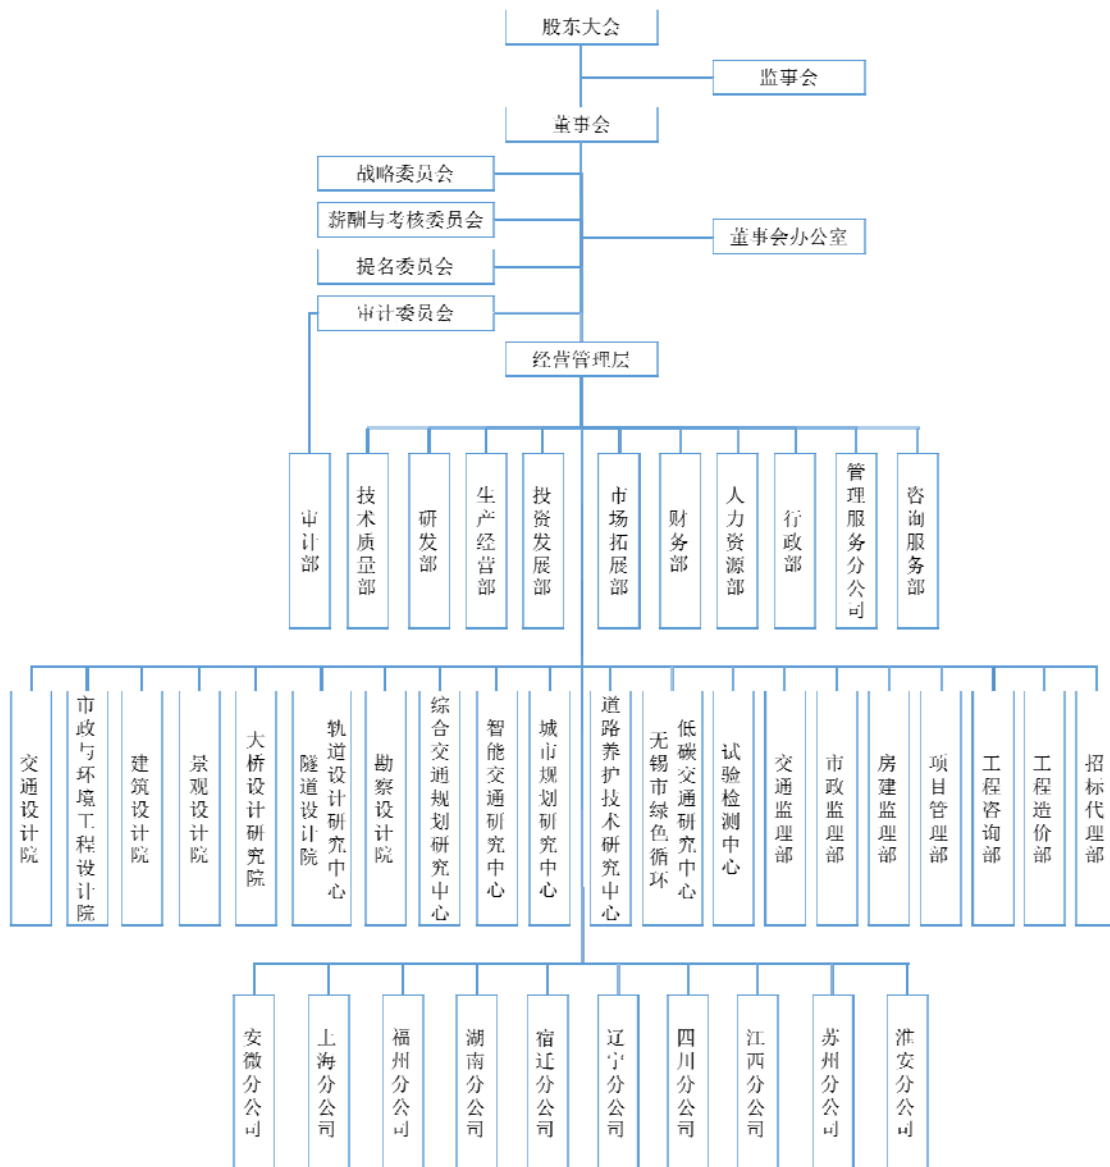 股东大会
监事会
董事会
战略委员会
薪酬与考核委员会
董事会办公室
提名委员会
审计委员会
经营管理层
审计部
技术质量部
研发部
生产经营部
投资发展部
市场拓展部
财务部
人力资源部
行政部
管理服务分公司
咨询服务部
交通设计院
市政与环境工程设计院
建筑设计院
景观设计院
大桥设计研究院
轨道设计研究中心
隧道设计院
勘察设计院
综合交通规划研究中心
智能交通研究中心
城市规划研究中心
道路养护技术研究中心
低碳交通研究中心
无锡市绿色循环
试验检测中心
交通监理部
市政监理部
房建监理部
项目管理部
工程咨询部
工程造价部
招标代理部
安微分公司
上海分公司
福州分公司
湖南分公司
宿迁分公司
辽宁分公司
四川分公司
江西分公司
苏州分公司
淮安分公司